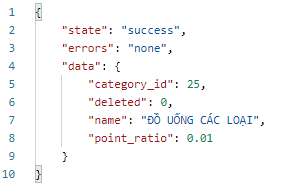 1 {
2 "state": "success",
3 "errors": "none",
4 "data": {
5 "category_id": 25,
6 "deleted": 0,
7 "name": "ĐỒ UỐNG CÁC LOẠI",
8 "point_ratio": 0.01
9 }
10 }